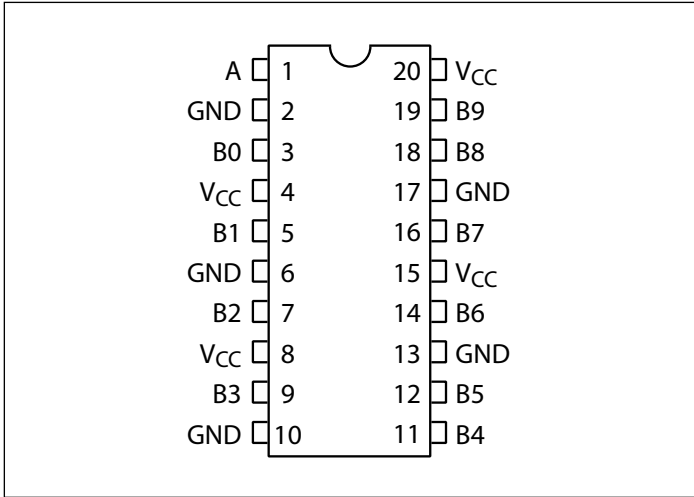 A 1 20 VCC
GND 2 19 B9
B0 3 18 B8
VCC 4 17 GND
B1 5 16 B7
GND 6 15 VCC
B2 7 14 B6
VCC 8 13 GND
B3 9 12 B5
GND 10 11 B4